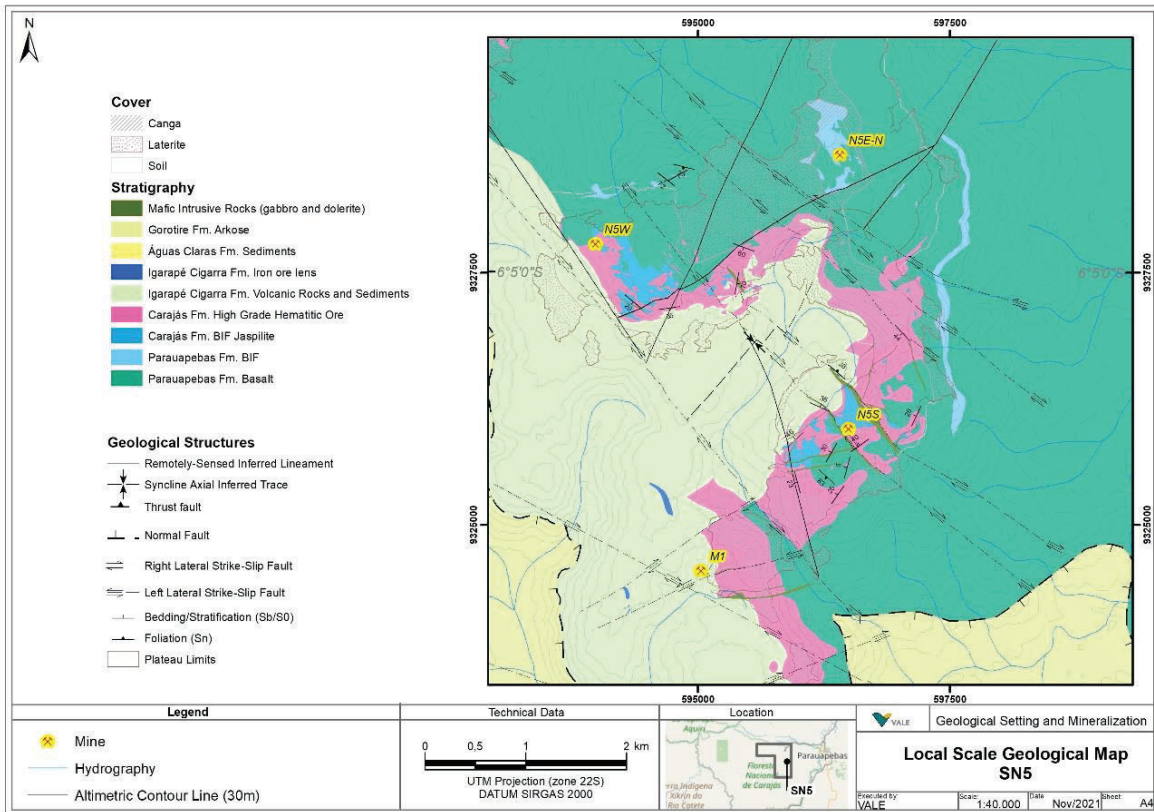 N
595000
597500
Cover
Canga
Laterite
Soil
Stratigraphy
Mafic Intrusive Rocks (gabbro and dolerite)
Gorotire Fm. Arkose
Águas Claras Fm. Sediments
Igarapé Cigarra Fm. Iron ore lens
Igarapé Cigarra Fm. Volcanic Rocks and Sediments
Carajás Fm. High Grade Hematitic Ore
Carajás Fm. BIF Jaspilite
Parauapebas Fm. BIF
Parauapebas Fm. Basalt
Geological Structures
Remotely-Sensed Inferred Lineament
Syncline Axial Inferred Trace
Thrust fault
Normal Fault
Right Lateral Strike-Slip Fault
Left Lateral Strike-Slip Fault
Bedding/Stratification (Sb/S0)
Foliation (Sn)
Plateau Limits
N5E-N
N5W
6°5'0"S
6°5'0"S
9327500
9327500
N5S
9325000
9325000
M1
595000
597500
Legend
Mine
Hydrography
Altimetric Contour Line (30m)
Technical Data
0 0,5 1 2 km
UTM Projection (zone 22S)
DATUM SIRGAS 2000
Location
Parauapebas
Floresta
Nacional
de Carajás
SN5
VALE
Geological Setting and Mineralization
Local Scale Geological Map
SN5
Executed by:
VALE
Scale:
1:40.000
Date
Nov/2021
Sheet:
A4